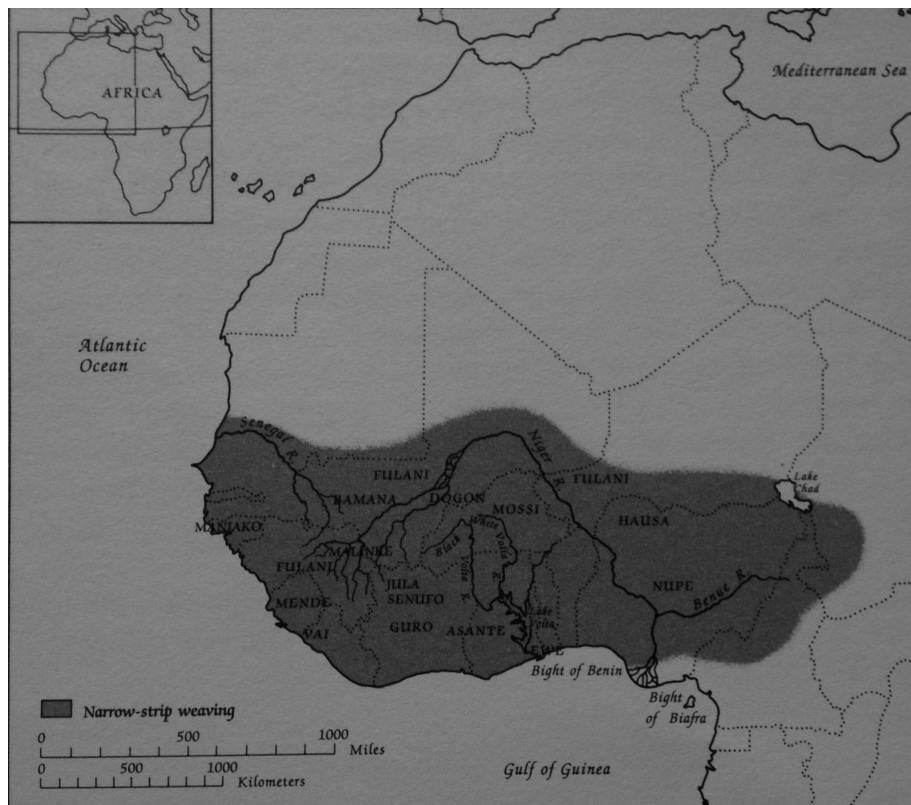 AFRICA
Mediterranean Sea
Atlantic
Ocean
Senegal R.
Niger R.
FULANI
FULANI
Lake
Chad
BAMANA
DOGON
MOSSI
HAUSA
MANJAKO
White Volta R.
Black Volta R.
MALINKE
FULANI
JULA
SENUFO
NUPE
Benue R.
MENDE
Lake
Volta
VAI
GURO
ASANTE
EWE
Bight of Benin
Bight
of Biafra
Narrow-strip weaving
0 500 1000
Miles
0 500 1000
Kilometers
Gulf of Guinea